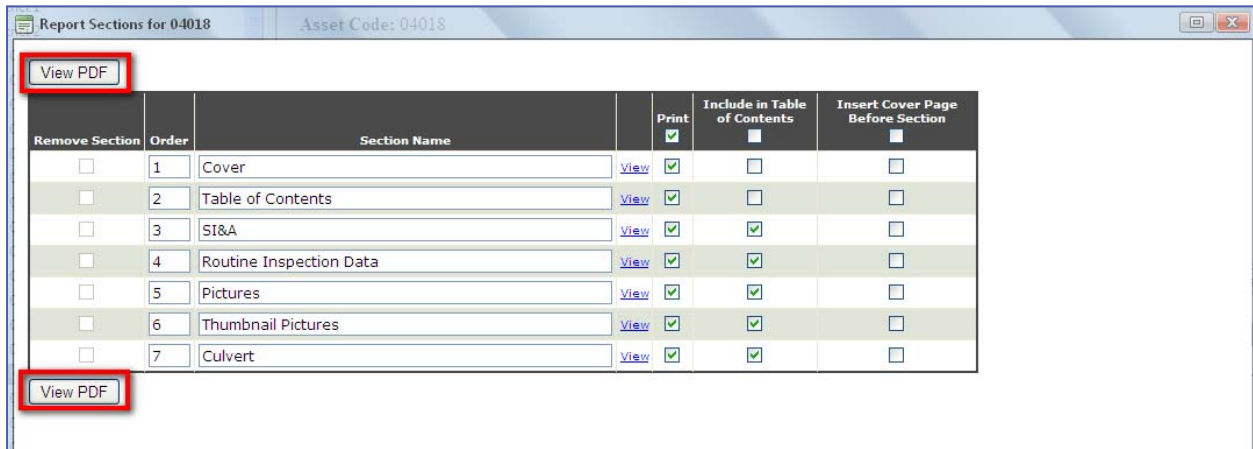 Report Sections for 04018 Asset Code: 04018
View PDF
Remove Section Order Section Name Print Include in Table of Contents Insert Cover Page Before Section
1 Cover View
2 Table of Contents View
3 SI&A View
4 Routine Inspection Data View
5 Pictures View
6 Thumbnail Pictures View
7 Culvert View
View PDF